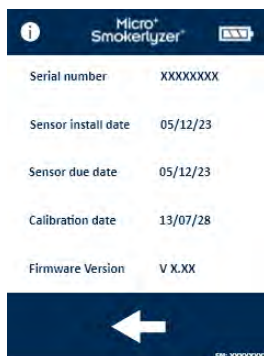 i
Micro+
Smokerlyzer®
Serial number XXXXXXXX
Sensor install date 05/12/23
Sensor due date 05/12/23
Calibration date 13/07/28
Firmware Version V X.XX